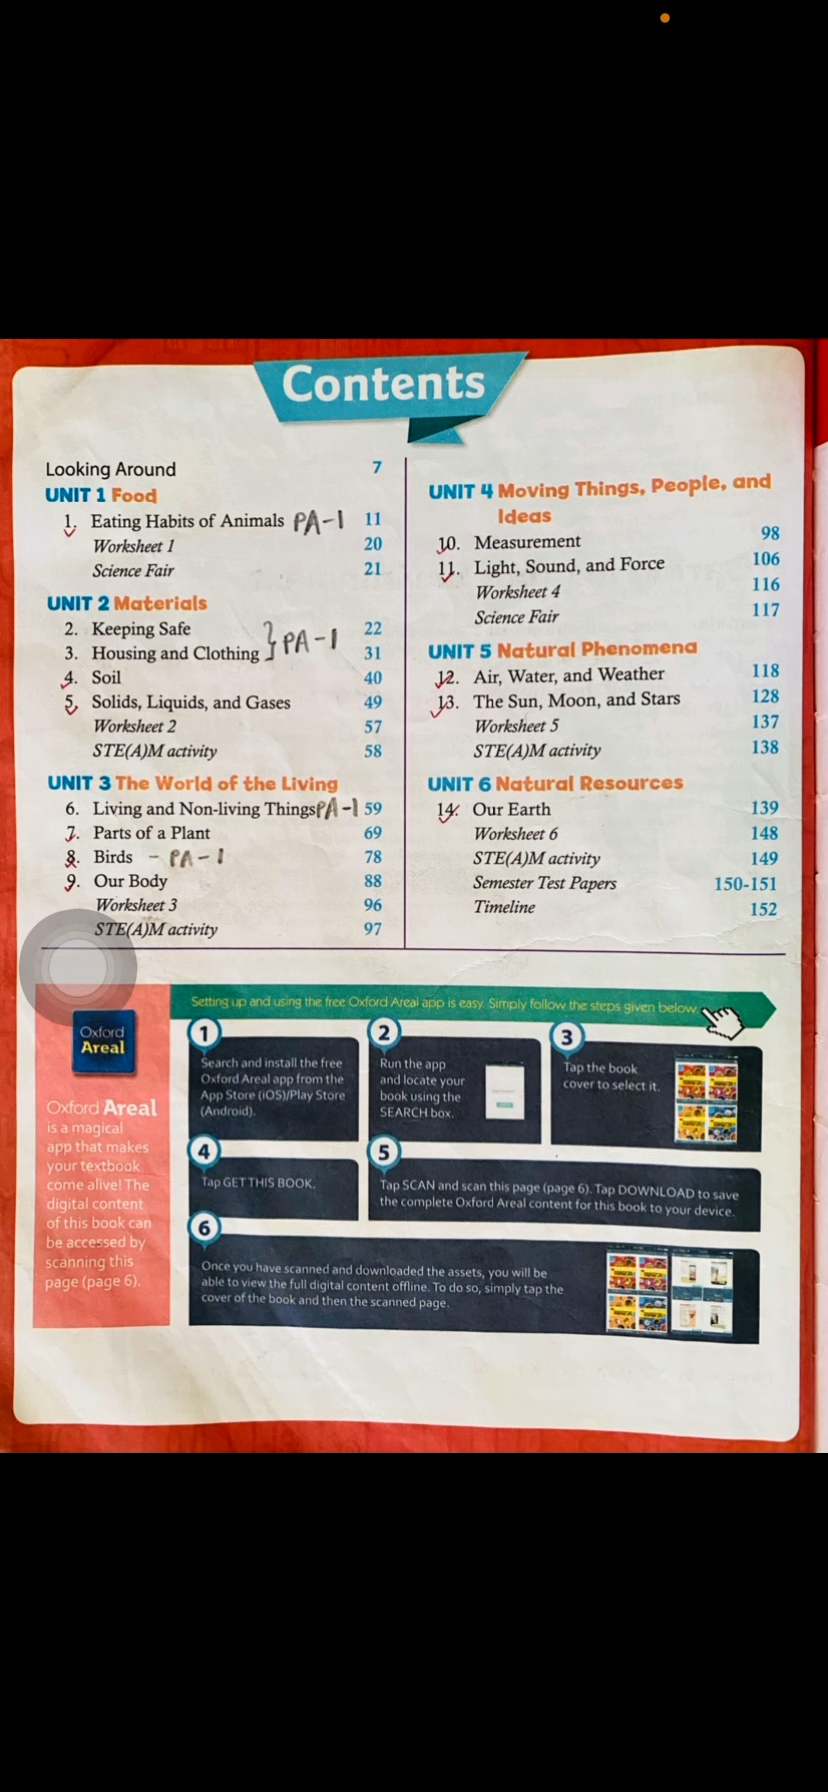 Contents
Looking Around 7
UNIT 1 Food
1. Eating Habits of Animals PA-1 11
Worksheet 1 20
Science Fair 21
UNIT 2 Materials
2. Keeping Safe 22
3. Housing and Clothing } PA-1 31
4. Soil 40
5. Solids, Liquids, and Gases 49
Worksheet 2 57
STE(A)M activity 58
UNIT 3 The World of the Living
6. Living and Non-living Things PA-1 59
7. Parts of a Plant 69
8. Birds - PA-1 78
9. Our Body 88
Worksheet 3 96
STE(A)M activity 97
UNIT 4 Moving Things, People, and
Ideas
10. Measurement 98
11. Light, Sound, and Force 106
Worksheet 4 116
Science Fair 117
UNIT 5 Natural Phenomena
12. Air, Water, and Weather 118
13. The Sun, Moon, and Stars 128
Worksheet 5 137
STE(A)M activity 138
UNIT 6 Natural Resources
14. Our Earth 139
Worksheet 6 148
STE(A)M activity 149
Semester Test Papers 150-151
Timeline 152
Oxford
Areal
Oxford Areal
is a magical
app that makes
your textbook
come alive! The
digital content
of this book can
be accessed by
scanning this
page (page 6).
Setting up and using the free Oxford Areal app is easy. Simply follow the steps given below.
1
Search and install the free
Oxford Areal app from the
App Store (iOS)/Play Store
(Android).
2
Run the app
and locate your
book using the
SEARCH box.
3
Tap the book
cover to select it.
4
Tap GET THIS BOOK.
5
Tap SCAN and scan this page (page 6). Tap DOWNLOAD to save
the complete Oxford Areal content for this book to your device.
6
Once you have scanned and downloaded the assets, you will be
able to view the full digital content offline. To do so, simply tap the
cover of the book and then the scanned page.